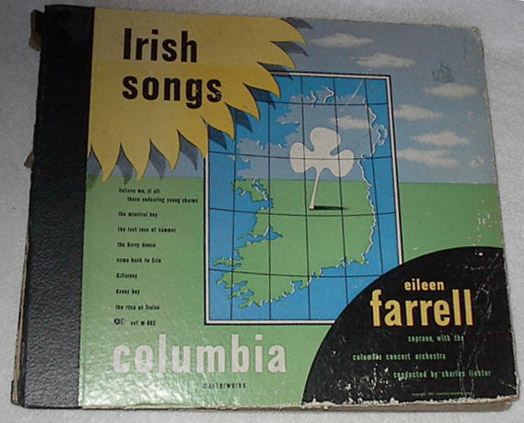 Irish
songs
believe me, if all
those endearing young charms
the minstrel boy
the last rose of summer
the Kerry dance
come back to Erin
Killarney
danny boy
the rose of Tralee
set M-662
eileen
farrell
soprano, with the
columbia concert orchestra
conducted by charles lichter
columbia
masterworks